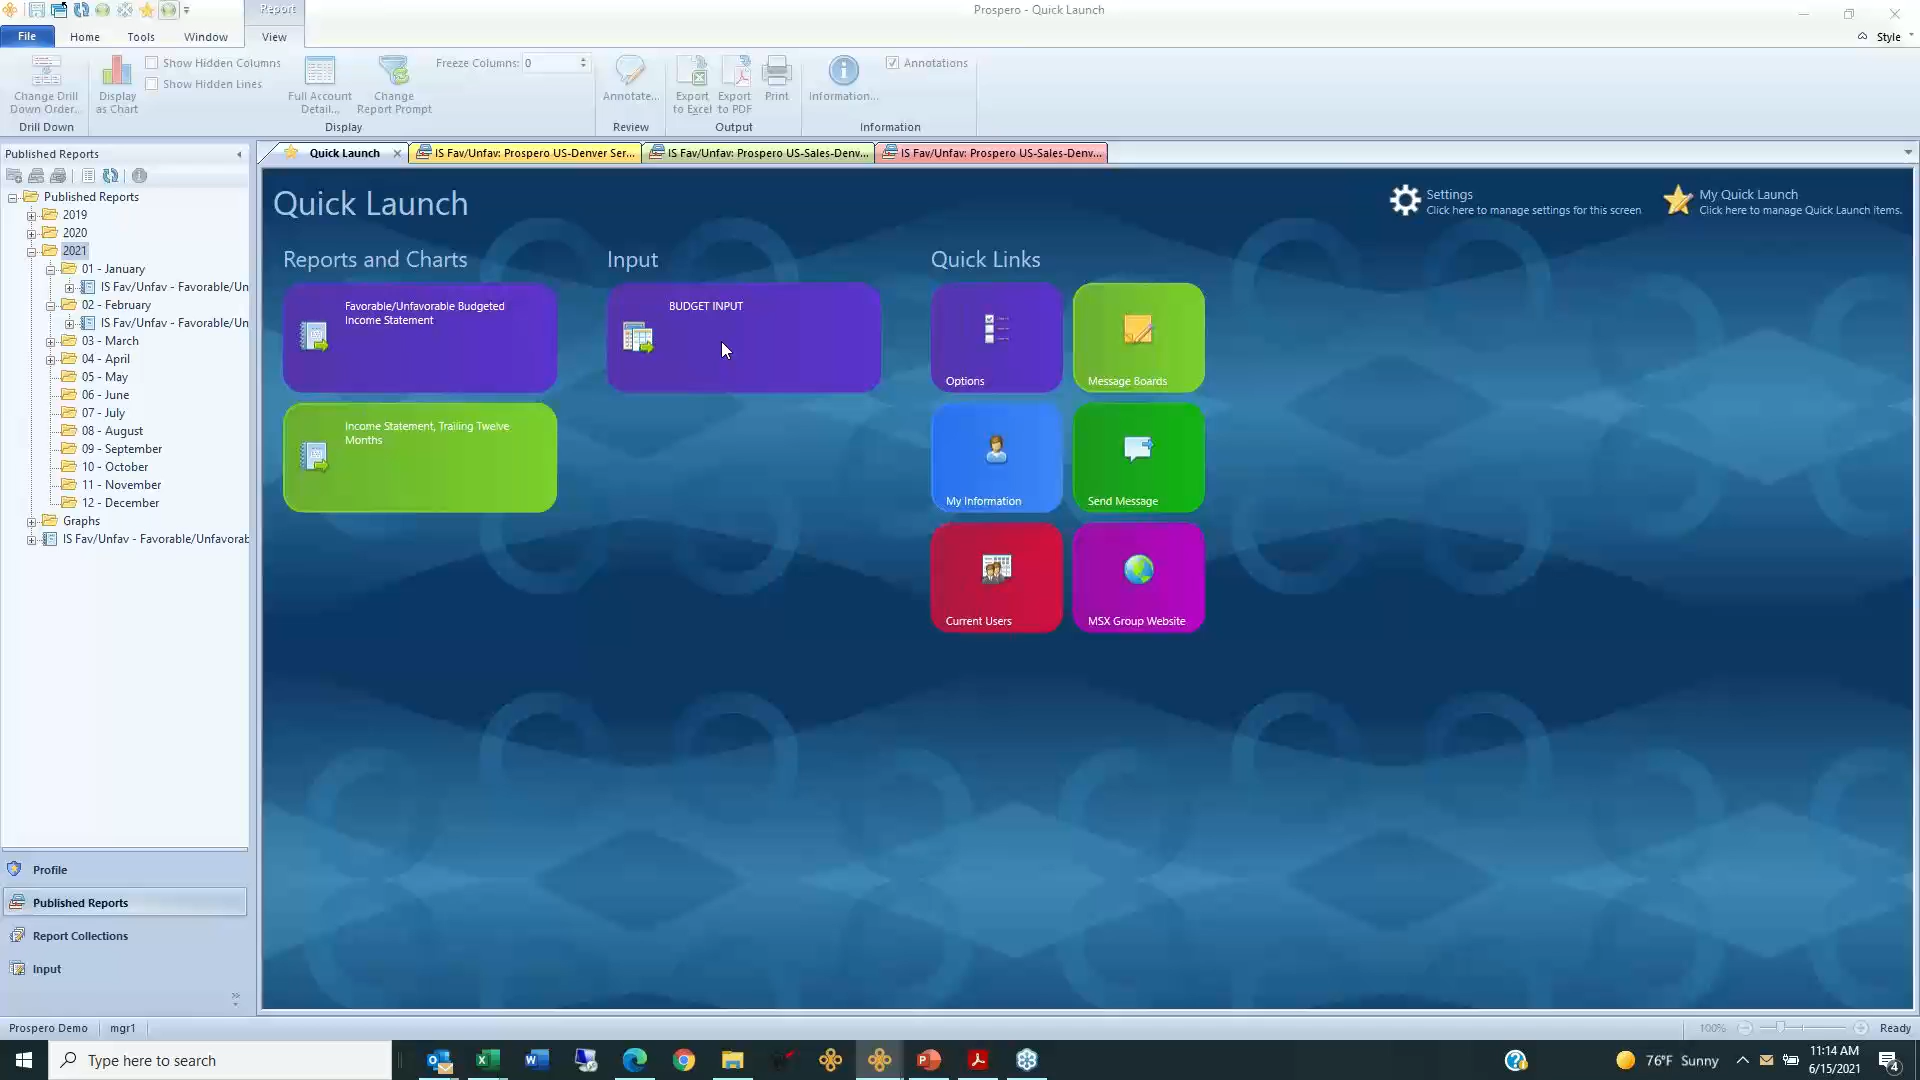 Report
Prospero - Quick Launch
File
Home
Tools
Window
View
Style
Change Drill
Down Order...
Drill Down
Display
as Chart
Show Hidden Columns
Show Hidden Lines
Full Account
Detail...
Change
Report Prompt
Freeze Columns: 0
Display
Annotate...
Review
Export
to Excel
Export
to PDF
Print
Output
Information...
Annotations
Information
Published Reports
Quick Launch
IS Fav/Unfav: Prospero US-Denver Ser...
IS Fav/Unfav: Prospero US-Sales-Denv...
IS Fav/Unfav: Prospero US-Sales-Denv...
Published Reports
2019
2020
2021
01 - January
IS Fav/Unfav - Favorable/Un
02 - February
IS Fav/Unfav - Favorable/Un
03 - March
04 - April
05 - May
06 - June
07 - July
08 - August
09 - September
10 - October
11 - November
12 - December
Graphs
IS Fav/Unfav - Favorable/Unfavorab
Profile
Published Reports
Report Collections
Input
Quick Launch
Settings
Click here to manage settings for this screen
My Quick Launch
Click here to manage Quick Launch items.
Reports and Charts
Input
Quick Links
Favorable/Unfavorable Budgeted
Income Statement
BUDGET INPUT
Options
Message Boards
Income Statement, Trailing Twelve
Months
My Information
Send Message
Current Users
MSX Group Website
Prospero Demo
mgr1
100%
Ready
Type here to search
76°F Sunny
11:14 AM
6/15/2021
4